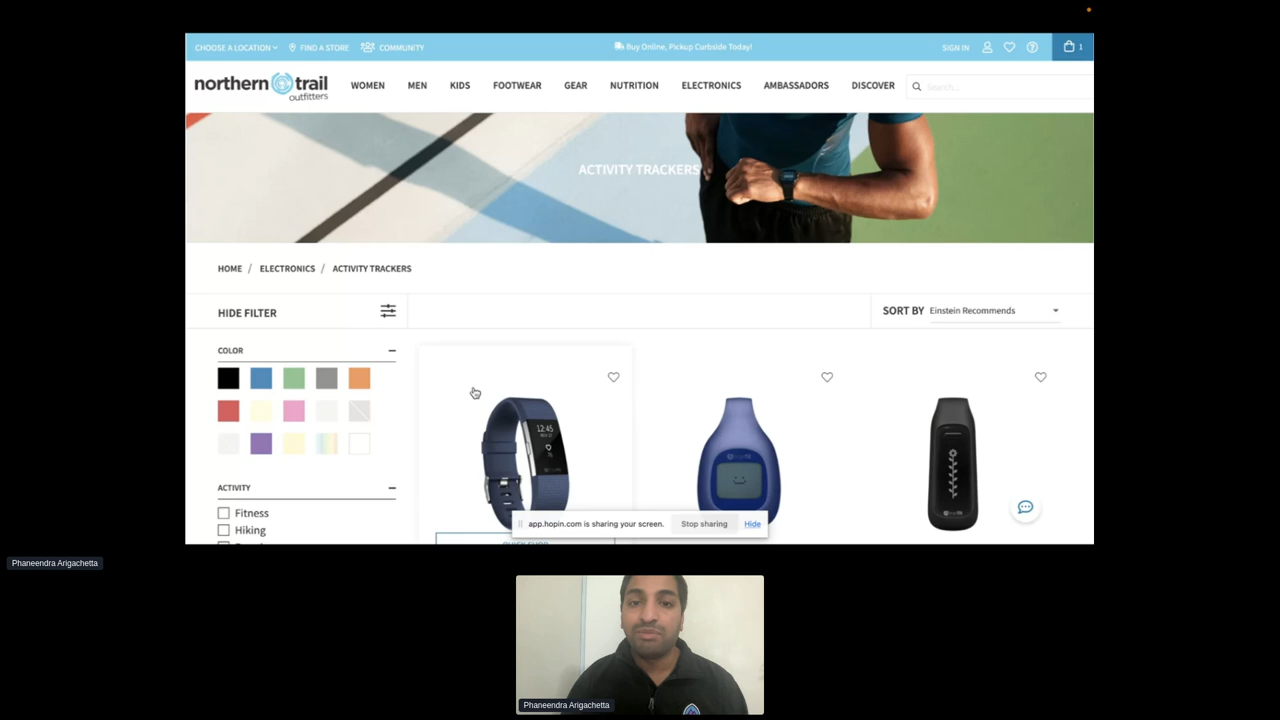 CHOOSE A LOCATION
FIND A STORE
COMMUNITY
Buy Online, Pickup Curbside Today!
SIGN IN
1
northern trail
outfitters
WOMEN
MEN
KIDS
FOOTWEAR
GEAR
NUTRITION
ELECTRONICS
AMBASSADORS
DISCOVER
Search...
ACTIVITY TRACKERS
HOME / ELECTRONICS / ACTIVITY TRACKERS
HIDE FILTER
SORT BY Einstein Recommends
COLOR
12:45
ACTIVITY
Fitness
Hiking
app.hopin.com is sharing your screen.
Stop sharing
Hide
Phaneendra Arigachetta
Phaneendra Arigachetta